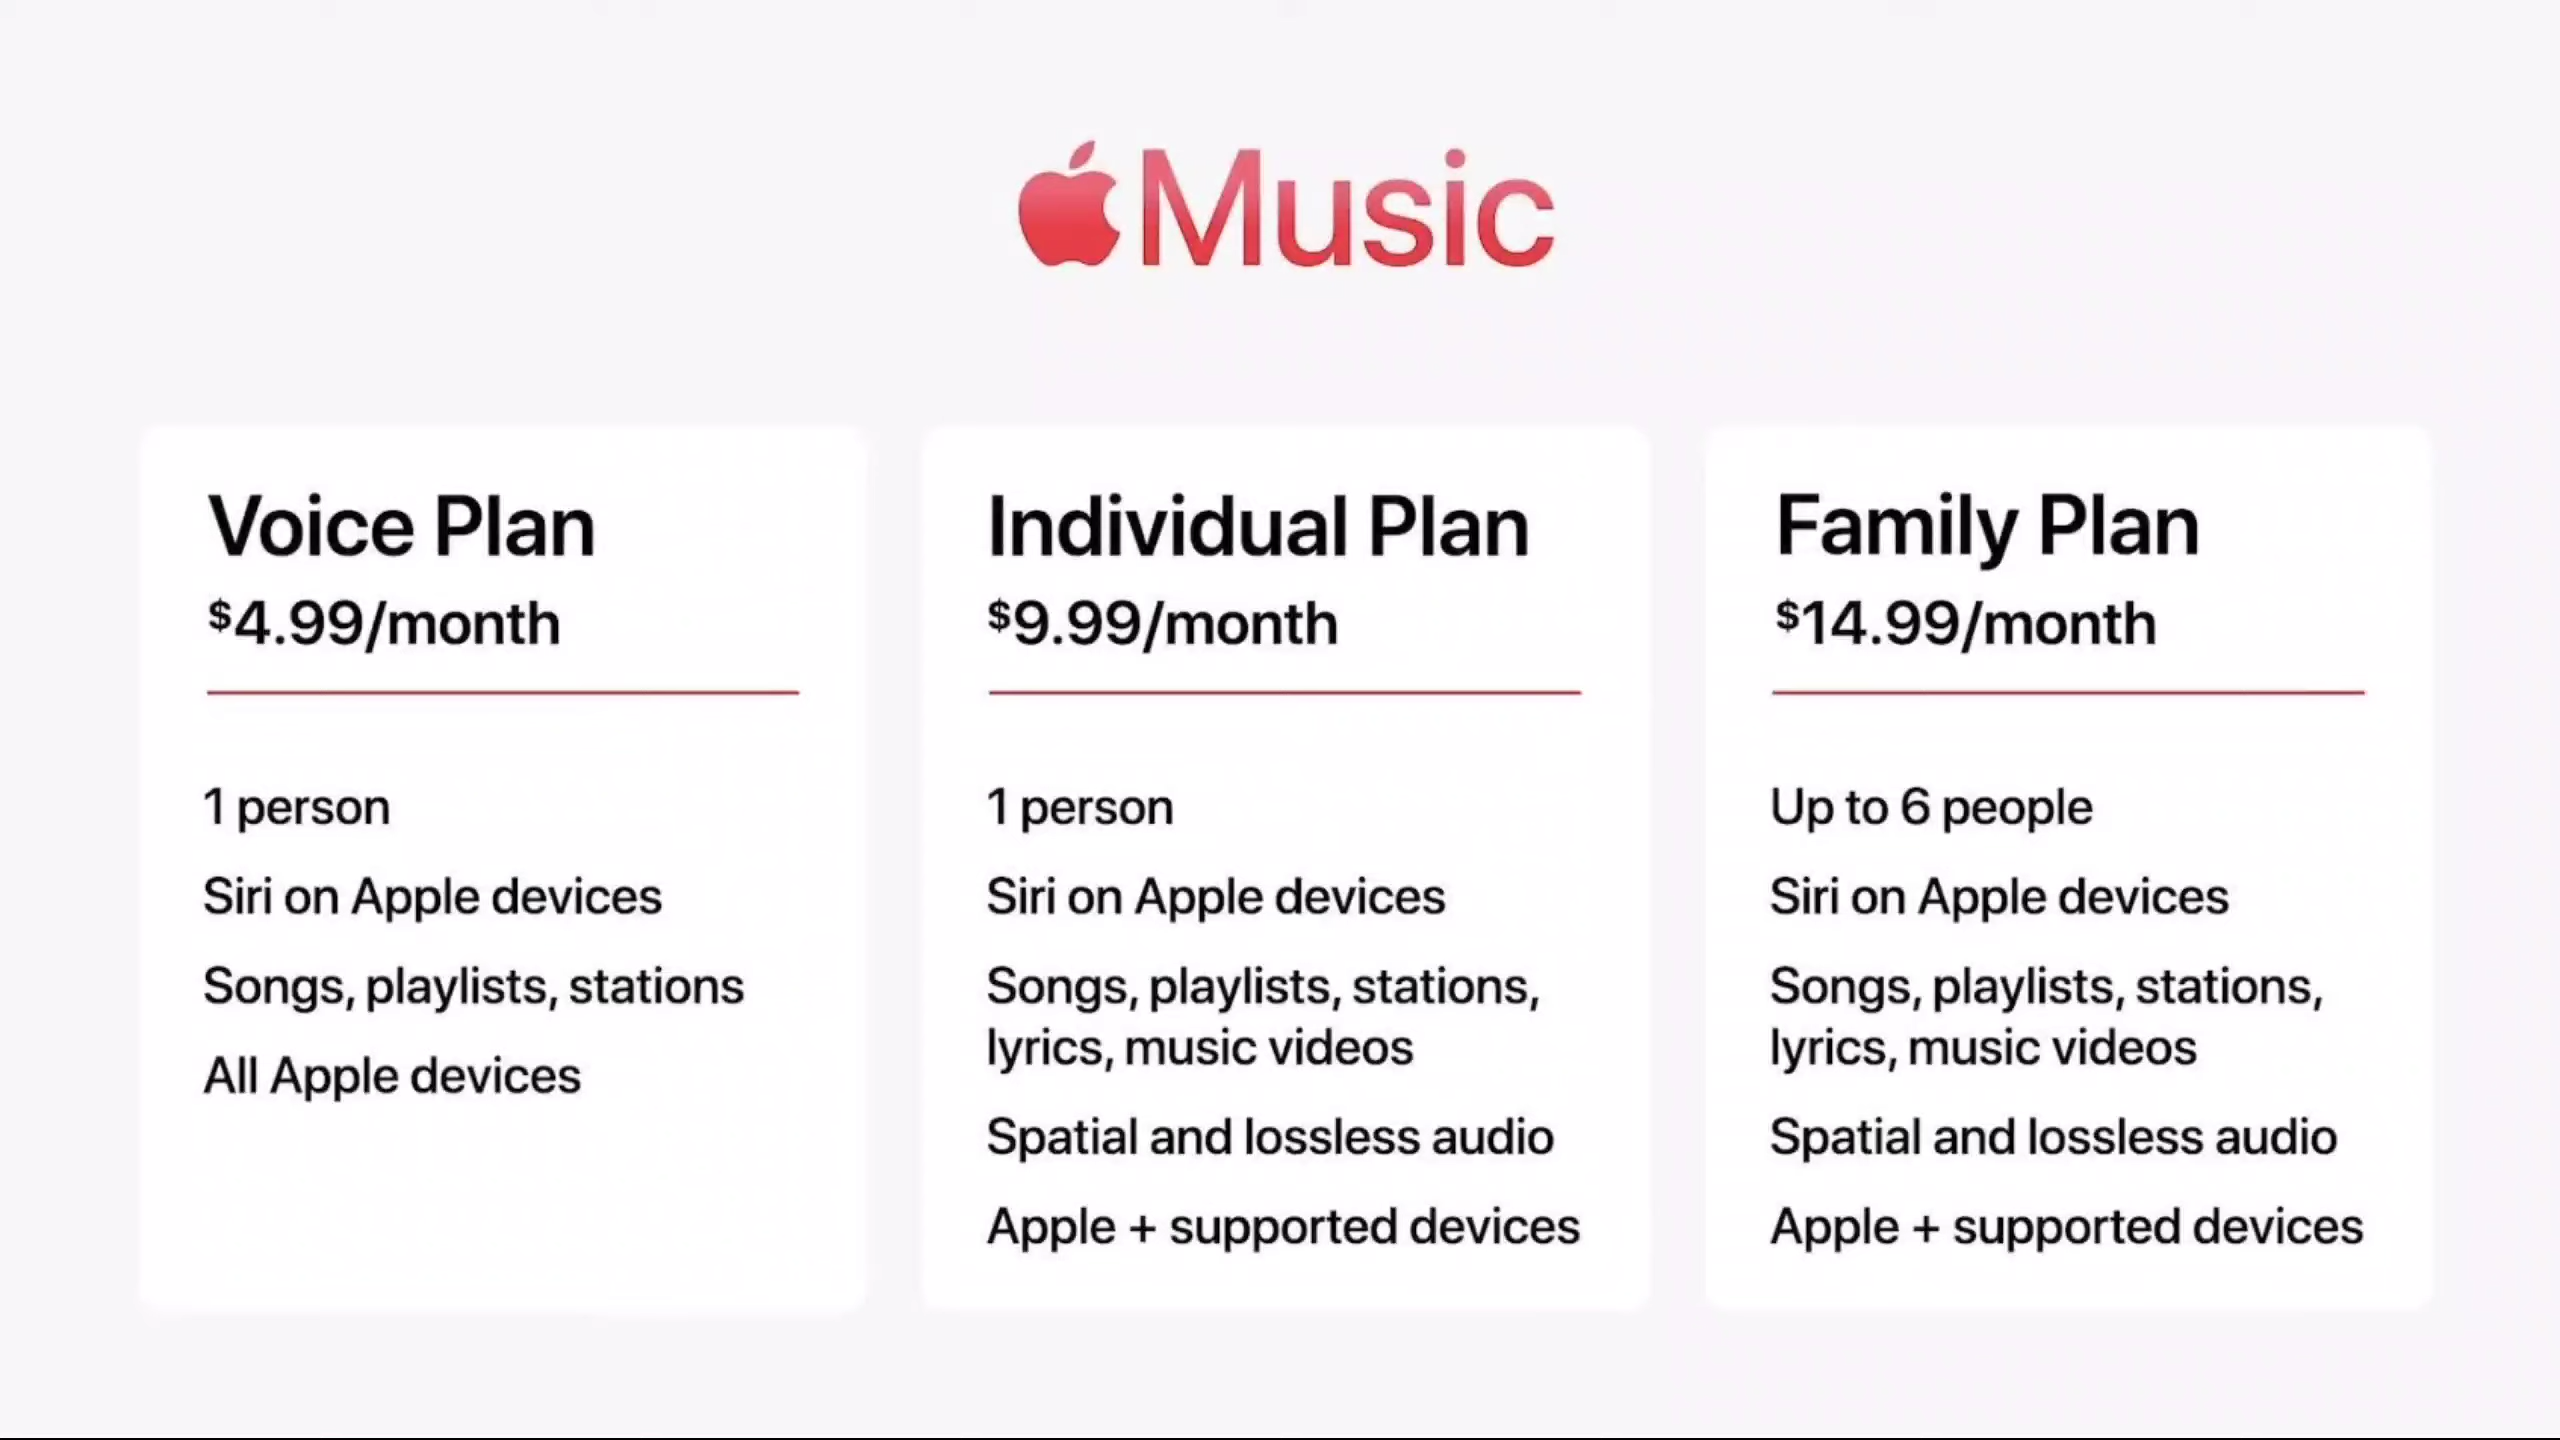 Music
Voice Plan
$4.99/month
1 person
Siri on Apple devices
Songs, playlists, stations
All Apple devices
Individual Plan
$9.99/month
1 person
Siri on Apple devices
Songs, playlists, stations,
lyrics, music videos
Spatial and lossless audio
Apple + supported devices
Family Plan
$14.99/month
Up to 6 people
Siri on Apple devices
Songs, playlists, stations,
lyrics, music videos
Spatial and lossless audio
Apple + supported devices